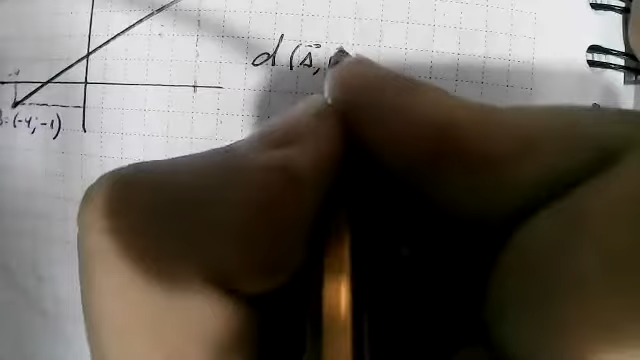 d(A,
=(-4;-1)